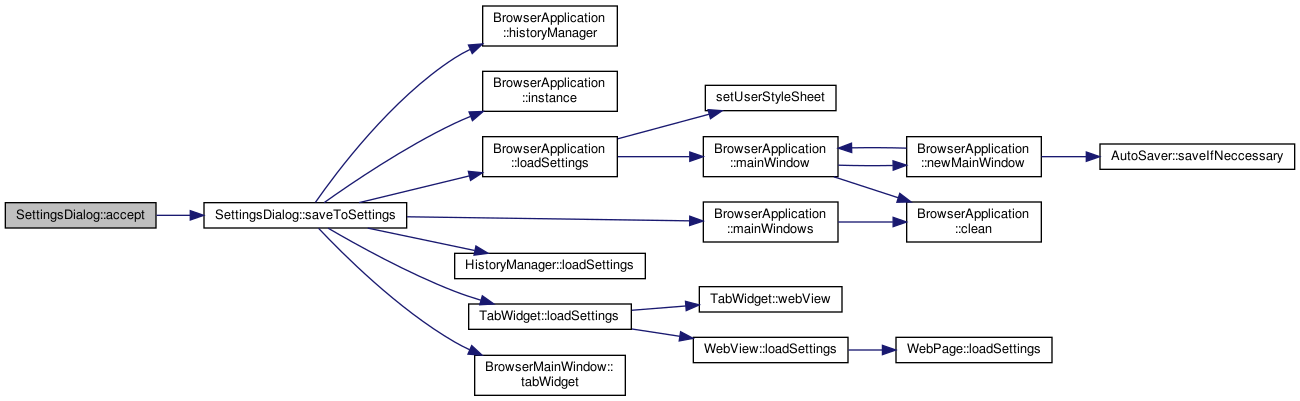 BrowserApplication
::historyManager
BrowserApplication
::instance
setUserStyleSheet
BrowserApplication
::loadSettings
BrowserApplication
::mainWindow
BrowserApplication
::newMainWindow
AutoSaver::saveIfNeccessary
SettingsDialog::accept
SettingsDialog::saveToSettings
BrowserApplication
::mainWindows
BrowserApplication
::clean
HistoryManager::loadSettings
TabWidget::webView
TabWidget::loadSettings
WebView::loadSettings
WebPage::loadSettings
BrowserMainWindow::
tabWidget